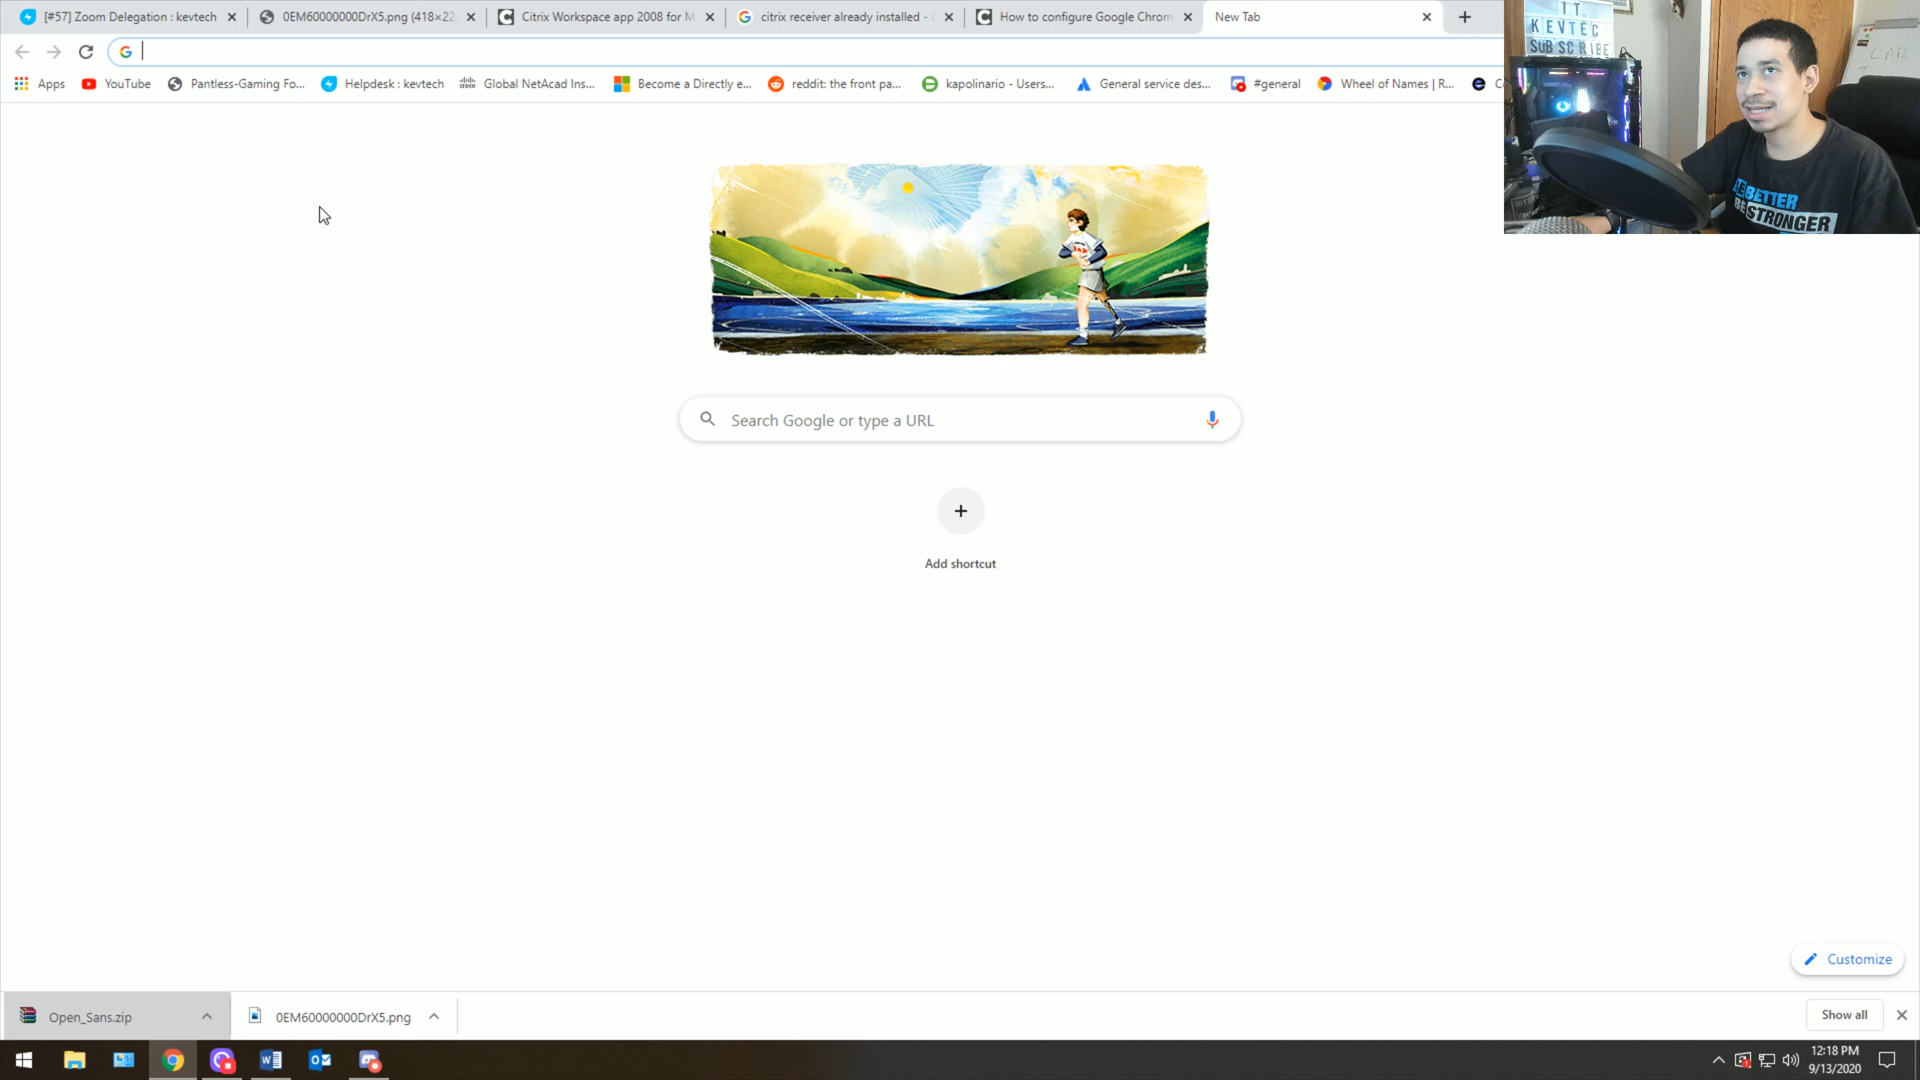 [#57] Zoom Delegation : kevtech
0EM60000000DrX5.png (418×22
Citrix Workspace app 2008 for M
citrix receiver already installed -
How to configure Google Chrom
New Tab
Apps
YouTube
Pantless-Gaming Fo...
Helpdesk : kevtech
Global NetAcad Ins...
Become a Directly e...
reddit: the front pa...
kapolinario - Users...
General service des...
#general
Wheel of Names | R...
IT
KEVTEC
SUBSCRIBE
BE BETTER
BE STRONGER
Search Google or type a URL
Add shortcut
Customize
Open_Sans.zip
0EM60000000DrX5.png
Show all
12:18 PM
9/13/2020